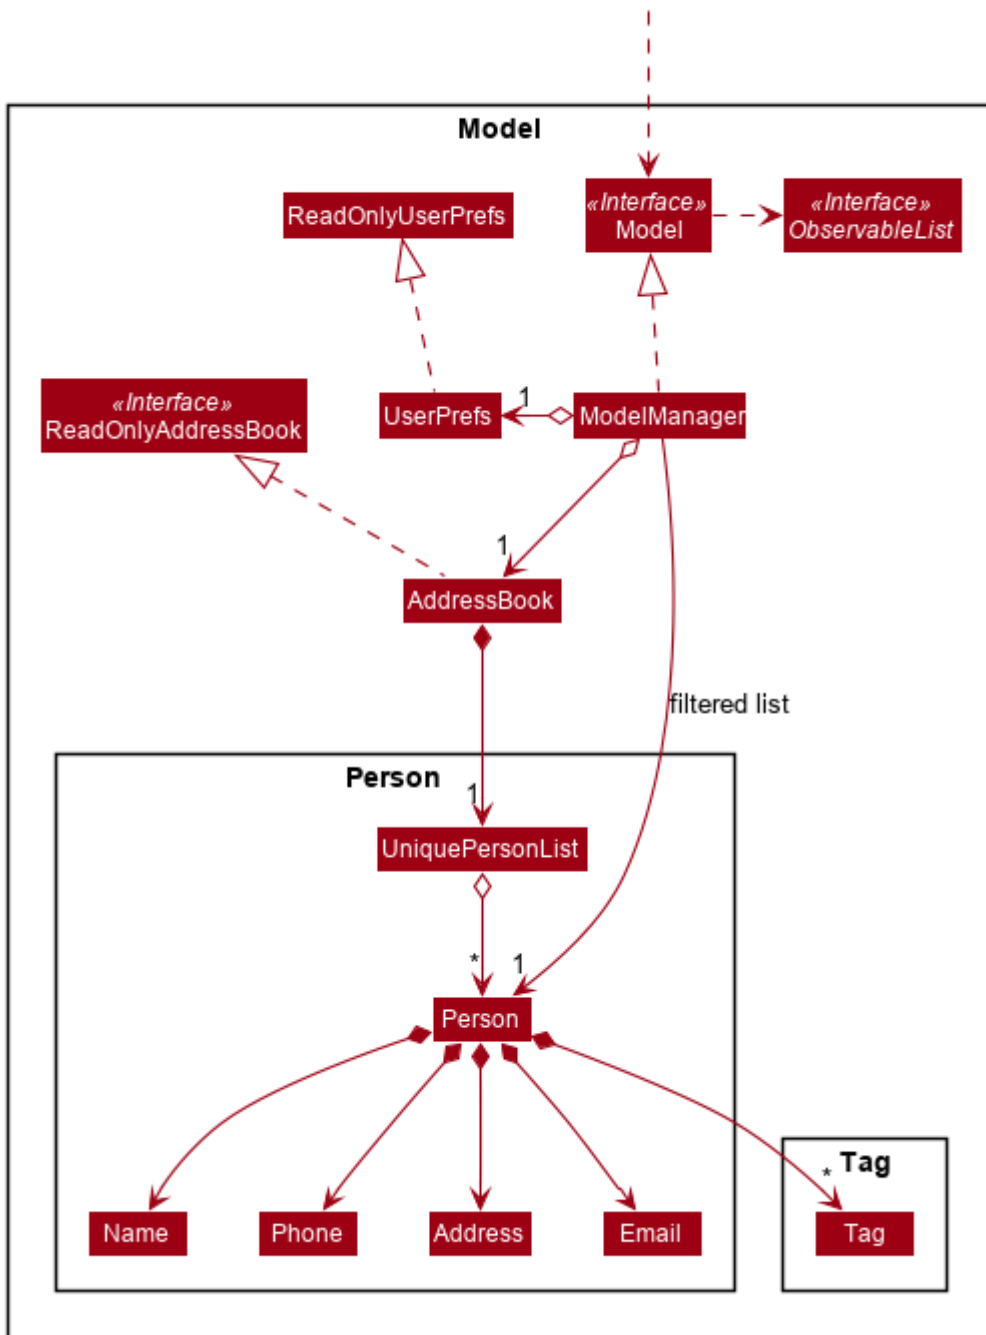 Model
«Interface»
Model
«Interface»
ObservableList
ReadOnlyUserPrefs
«Interface»
ReadOnlyAddressBook
UserPrefs
1
ModelManager
1
AddressBook
filtered list
Person
1
UniquePersonList
*
1
Person
Tag
*
Name
Phone
Address
Email
Tag